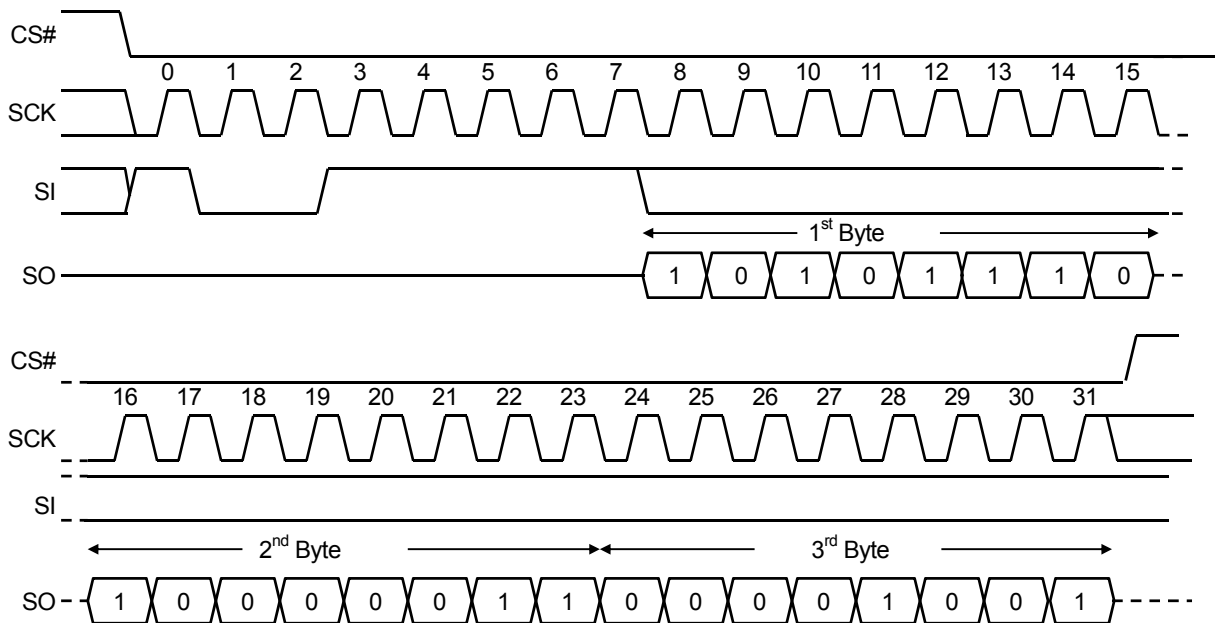 CS#
0 1 2 3 4 5 6 7 8 9 10 11 12 13 14 15
SCK
SI
1st Byte
SO 1 0 1 0 1 1 1 0
CS#
16 17 18 19 20 21 22 23 24 25 26 27 28 29 30 31
SCK
SI
2nd Byte 3rd Byte
SO 1 0 0 0 0 0 1 1 0 0 0 0 1 0 0 1